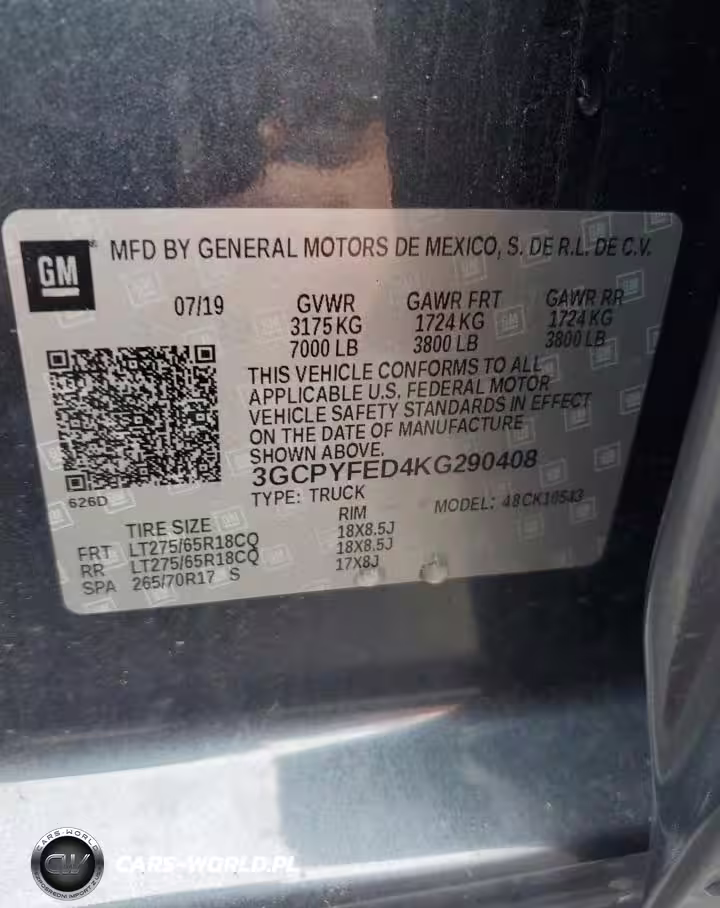 GM
MFD BY GENERAL MOTORS DE MEXICO, S. DE R.L. DE C.V.
07/19 GVWR GAWR FRT GAWR RR
3175 KG 1724 KG 1724 KG
7000 LB 3800 LB 3800 LB
THIS VEHICLE CONFORMS TO ALL
APPLICABLE U.S. FEDERAL MOTOR
VEHICLE SAFETY STANDARDS IN EFFECT
ON THE DATE OF MANUFACTURE
SHOWN ABOVE.
3GCPYFED4KG290408
626D
TYPE: TRUCK MODEL: 48CK10543
TIRE SIZE RIM
FRT LT275/65R18CQ 18X8.5J
RR LT275/65R18CQ 18X8.5J
SPA 265/70R17 S 17X8J
CARS-WORLD
CW
CARS-WORLD.PL